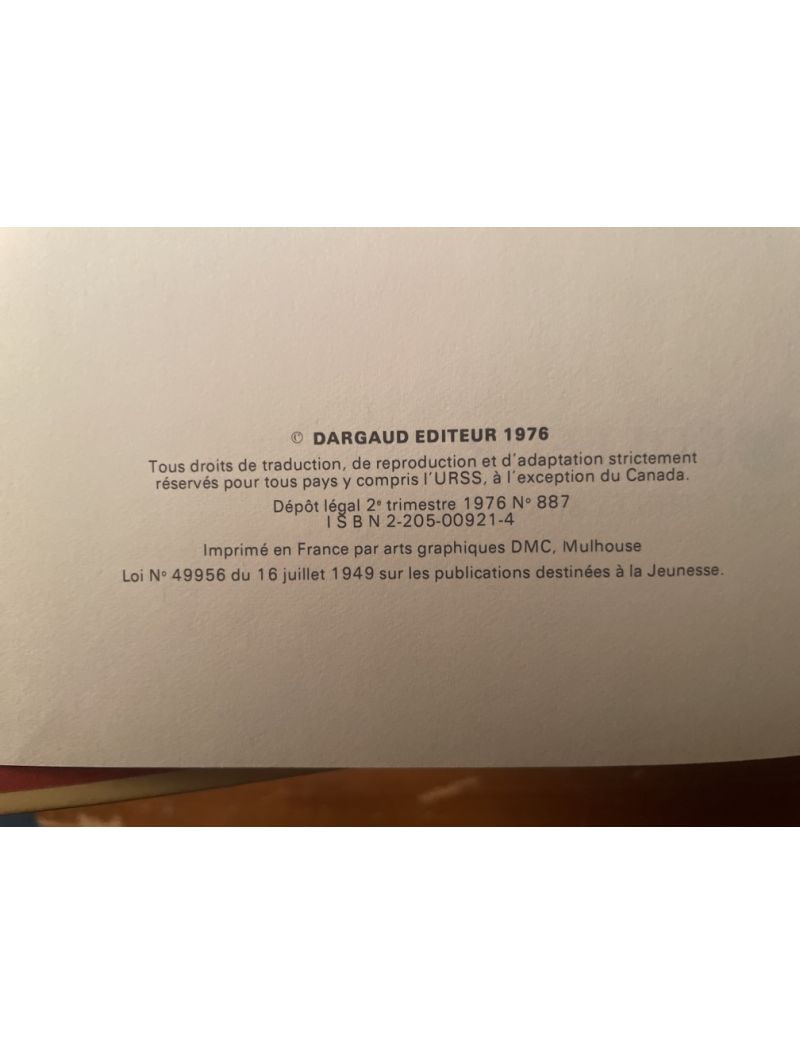 © DARGAUD EDITEUR 1976
Tous droits de traduction, de reproduction et d'adaptation strictement
réservés pour tous pays y compris l'URSS, à l'exception du Canada.
Dépôt légal 2e trimestre 1976 No 887
I S B N 2-205-00921-4
Imprimé en France par arts graphiques DMC, Mulhouse
Loi No 49956 du 16 juillet 1949 sur les publications destinées à la Jeunesse.